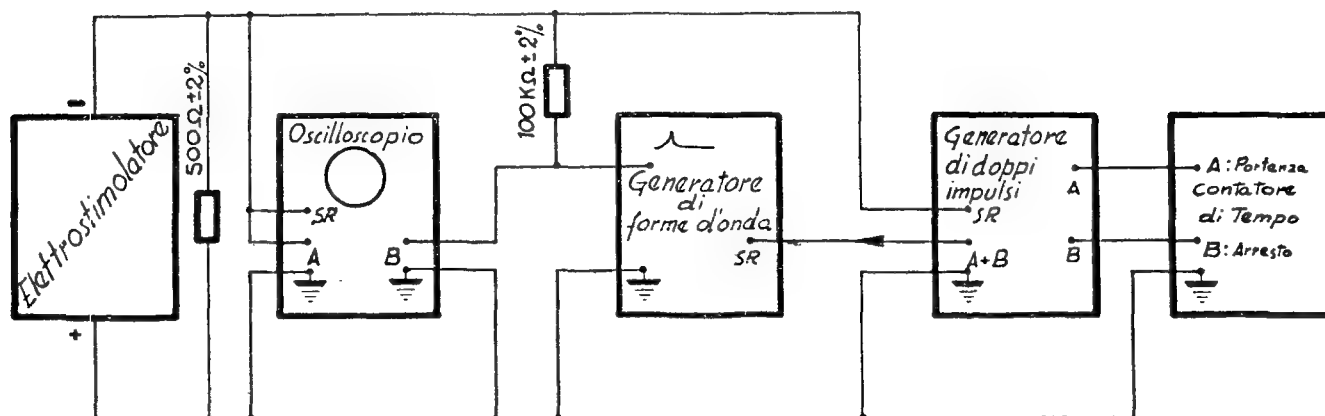 −
Elettrostimolatore
+
500Ω±2%
Oscilloscopio
SR
A
B
100KΩ±2%
Generatore
di
forme d'onda
SR
Generatore
di doppi
impulsi
SR
A+B
A
B
A: Partenza
contatore
di Tempo
B: Arresto